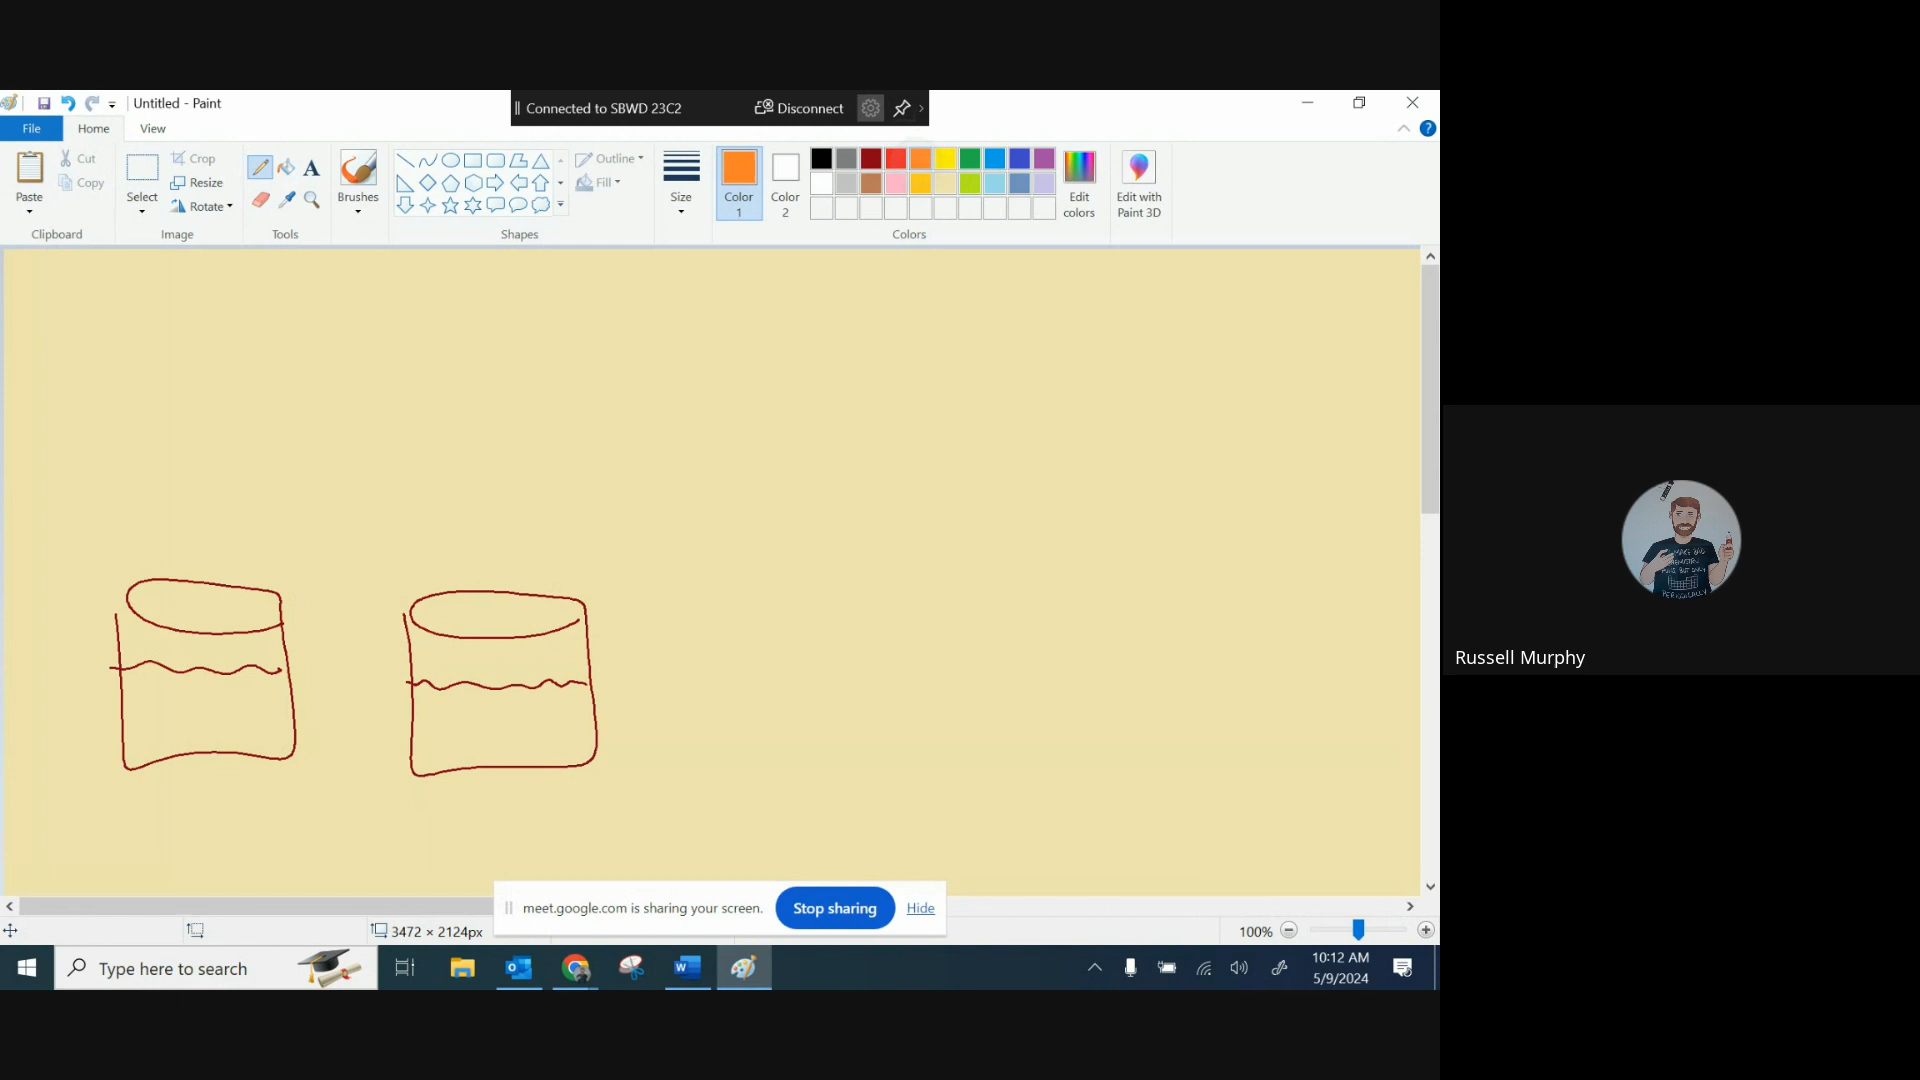 Untitled - Paint
Connected to SBWD 23C2
Disconnect
File
Home
View
Paste
Cut
Copy
Clipboard
Select
Crop
Resize
Rotate
Image
Tools
Brushes
Outline
Fill
Shapes
Size
Color 1
Color 2
Edit colors
Colors
Edit with Paint 3D
MAKE BAD
PERIODICALLY
Russell Murphy
meet.google.com is sharing your screen.
Stop sharing
Hide
3472 × 2124px
100%
Type here to search
10:12 AM
5/9/2024